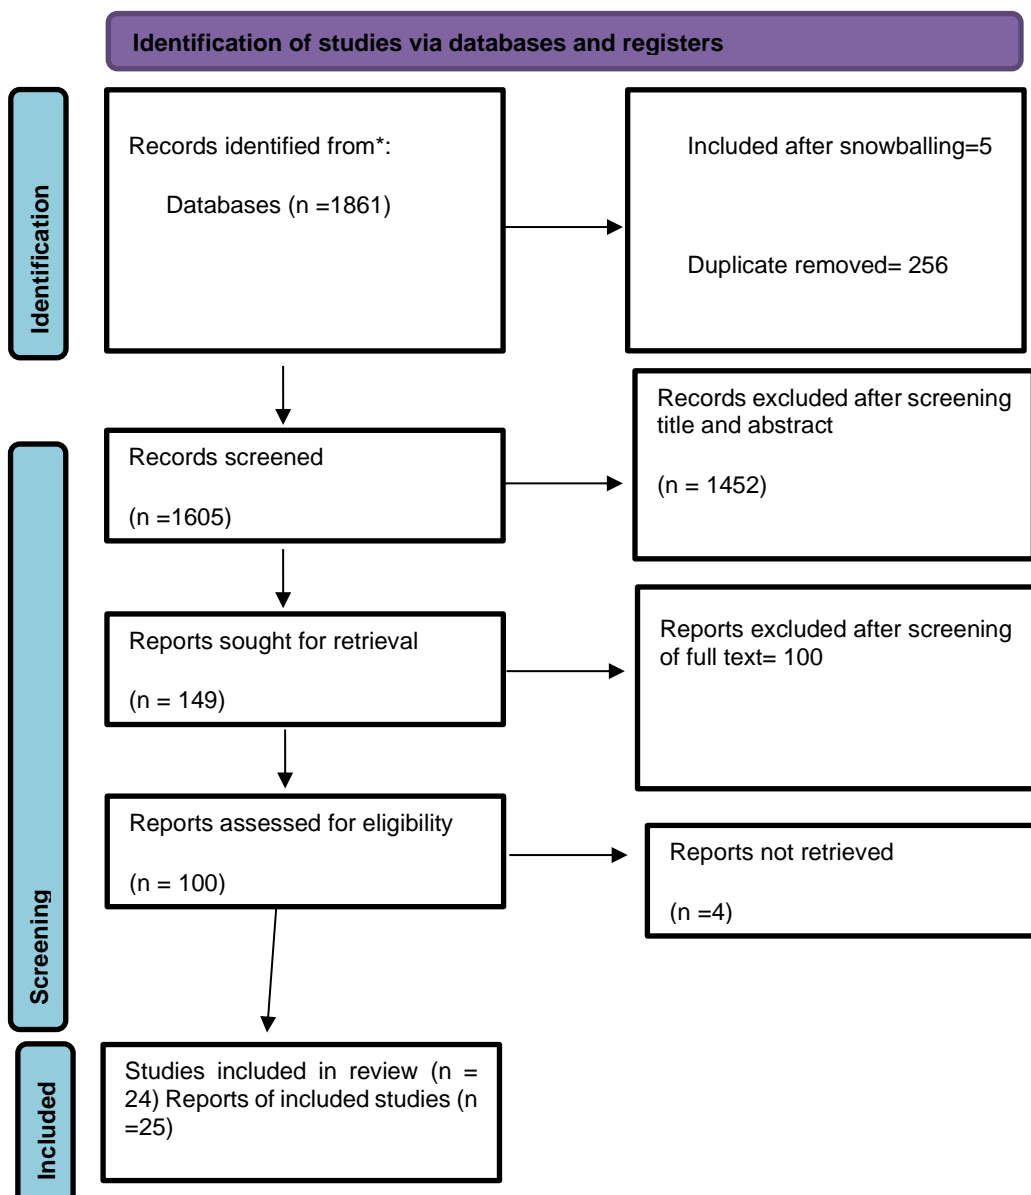 Identification of studies via databases and registers
Identification
Records identified from*:
Databases (n =1861)
Included after snowballing=5
Duplicate removed= 256
Screening
Records screened
(n =1605)
Records excluded after screening
title and abstract
(n = 1452)
Reports sought for retrieval
(n = 149)
Reports excluded after screening
of full text= 100
Reports assessed for eligibility
(n = 100)
Reports not retrieved
(n =4)
Included
Studies included in review (n =
24) Reports of included studies (n
=25)